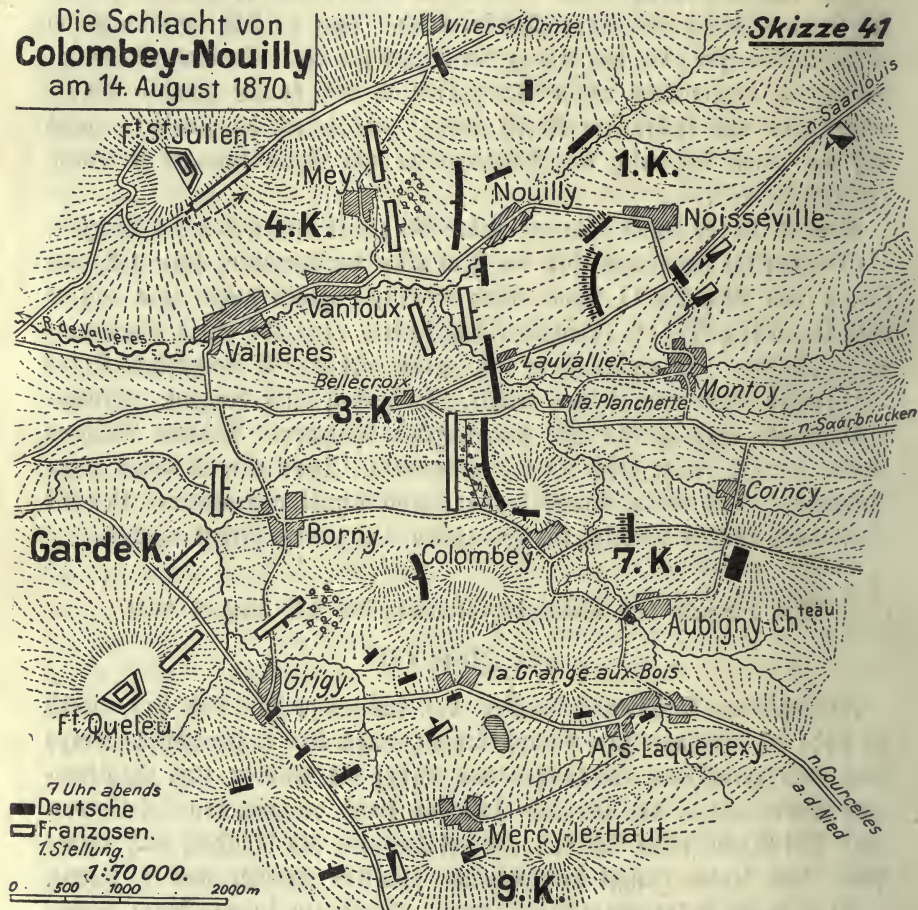 Die Schlacht von
Colombey-Nouilly
am 14. August 1870.
Skizze 41
Villers-l'Orme
n. Saarlouis
Ft. St. Julien
Mey
4. K.
Nouilly
1. K.
Noisseville
Vantoux
R. de Vallières
Vallieres
Lauvallier
Bellecroix
3. K.
la Planchette
Montoy
n. Saarbrücken
Coincy
Garde K.
Borny
Colombey
7. K.
Aubigny-Chteau
Grigy
la Grange aux-Bois
Ft. Queleu
Ars-Laquenexy
n. Courcelles
a. d. Nied
Mercy-le-Haut
9. K.
7 Uhr abends
Deutsche
Franzosen.
1. Stellung.
1:70 000.
0 500 1000 2000 m